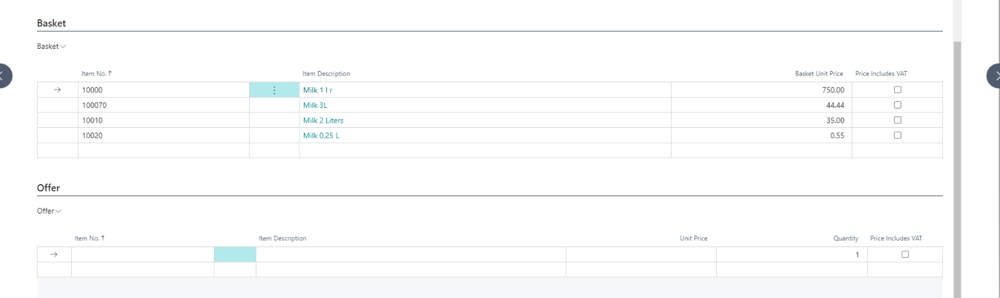 Basket
Basket
Item No. ↑ Item Description Basket Unit Price Price Includes VAT
10000 Milk 1 l r 750.00
100070 Milk 3L 44.44
10010 Milk 2 Liters 35.00
10020 Milk 0.25 L 0.55
Offer
Offer
Item No. ↑ Item Description Unit Price Quantity Price Includes VAT
1